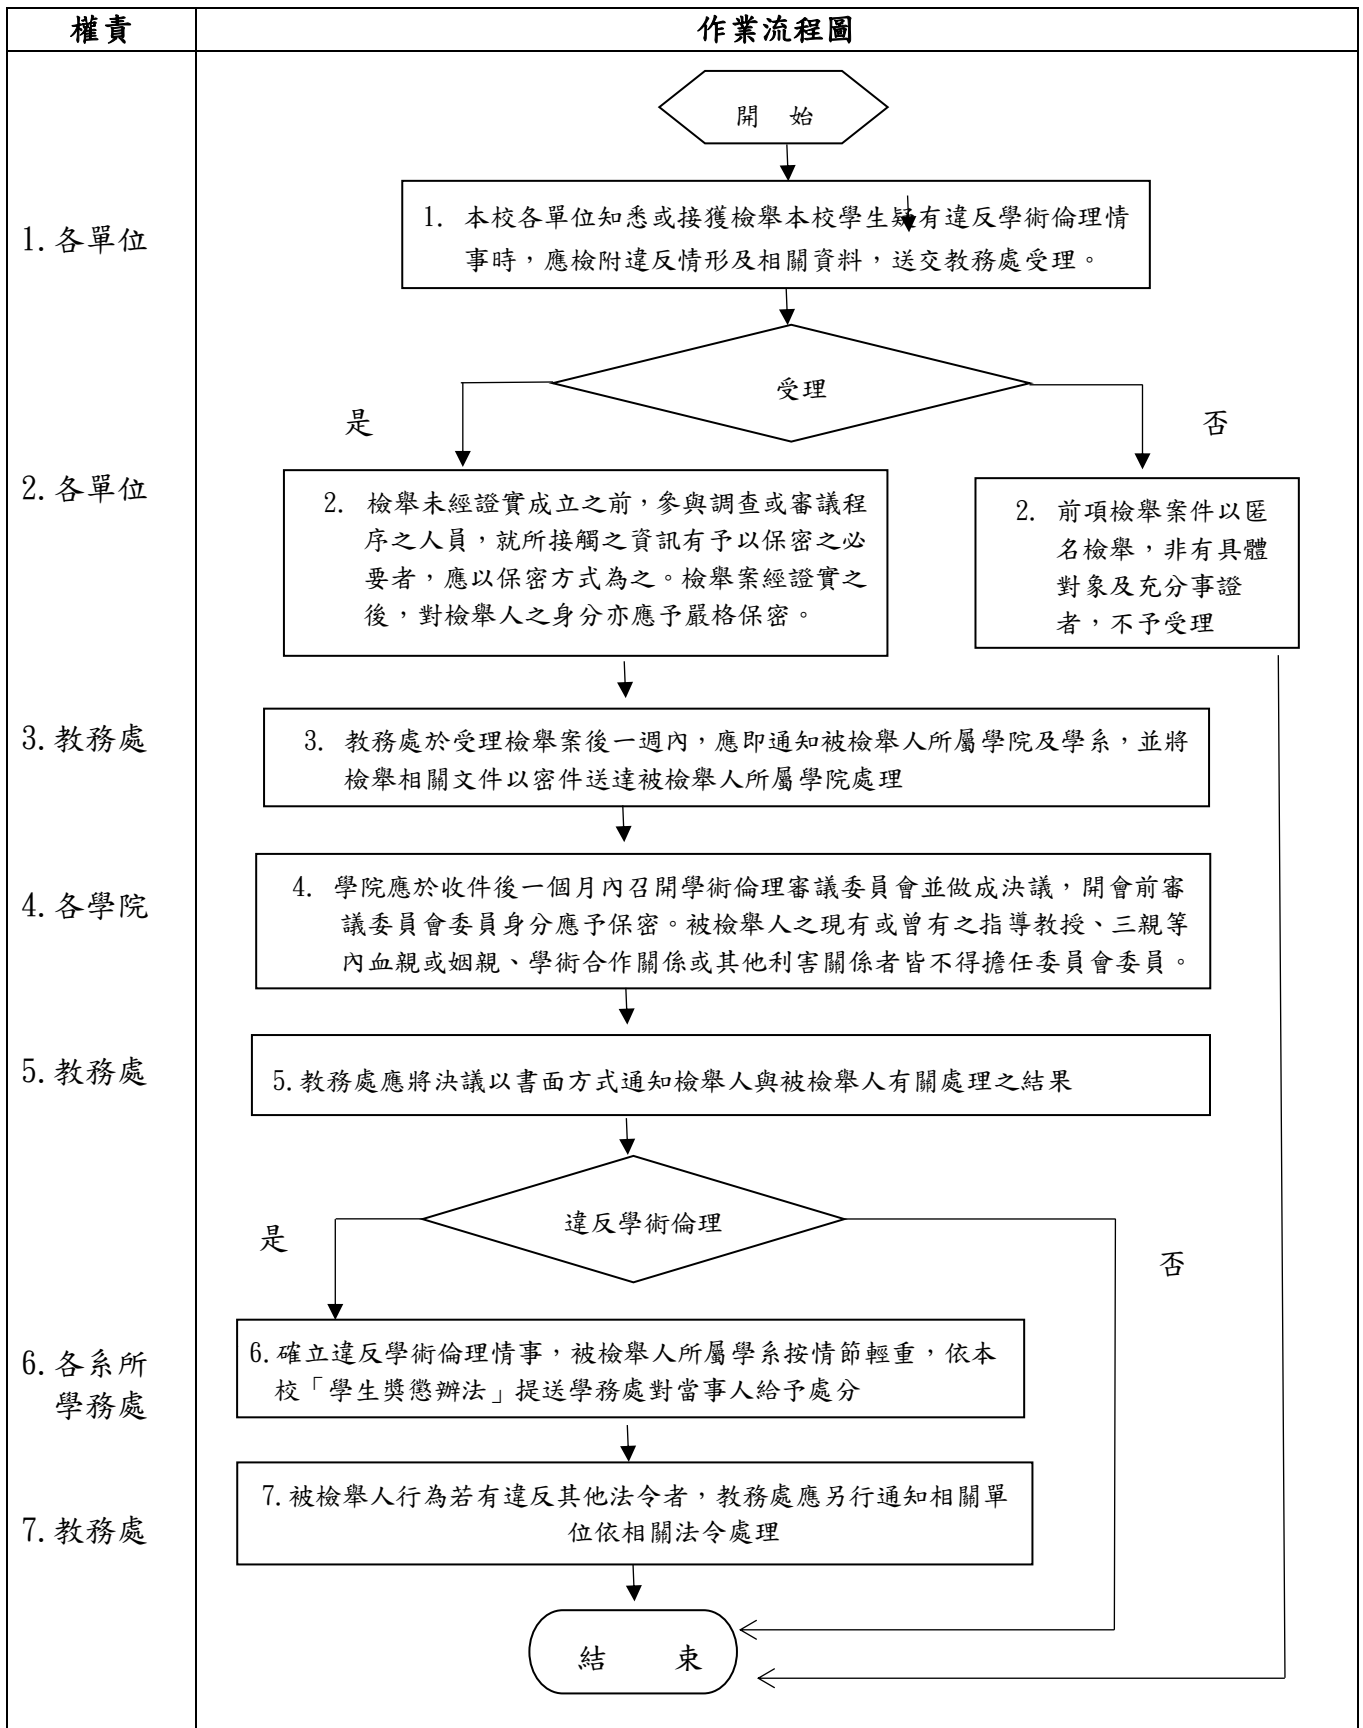 權責
作業流程圖
開 始
1.各單位
1. 本校各單位知悉或接獲檢舉本校學生疑有違反學術倫理情
事時，應檢附違反情形及相關資料，送交教務處受理。
受理
是
否
2.各單位
2. 檢舉未經證實成立之前，參與調查或審議程
序之人員，就所接觸之資訊有予以保密之必
要者，應以保密方式為之。檢舉案經證實之
後，對檢舉人之身分亦應予嚴格保密。
2. 前項檢舉案件以匿
名檢舉，非有具體
對象及充分事證
者，不予受理
3.教務處
3. 教務處於受理檢舉案後一週內，應即通知被檢舉人所屬學院及學系，並將
檢舉相關文件以密件送達被檢舉人所屬學院處理
4.各學院
4. 學院應於收件後一個月內召開學術倫理審議委員會並做成決議，開會前審
議委員會委員身分應予保密。被檢舉人之現有或曾有之指導教授、三親等
內血親或姻親、學術合作關係或其他利害關係者皆不得擔任委員會委員。
5.教務處
5.教務處應將決議以書面方式通知檢舉人與被檢舉人有關處理之結果
違反學術倫理
是
否
6.各系所
學務處
6.確立違反學術倫理情事，被檢舉人所屬學系按情節輕重，依本
校「學生獎懲辦法」提送學務處對當事人給予處分
7.教務處
7.被檢舉人行為若有違反其他法令者，教務處應另行通知相關單
位依相關法令處理
結 束